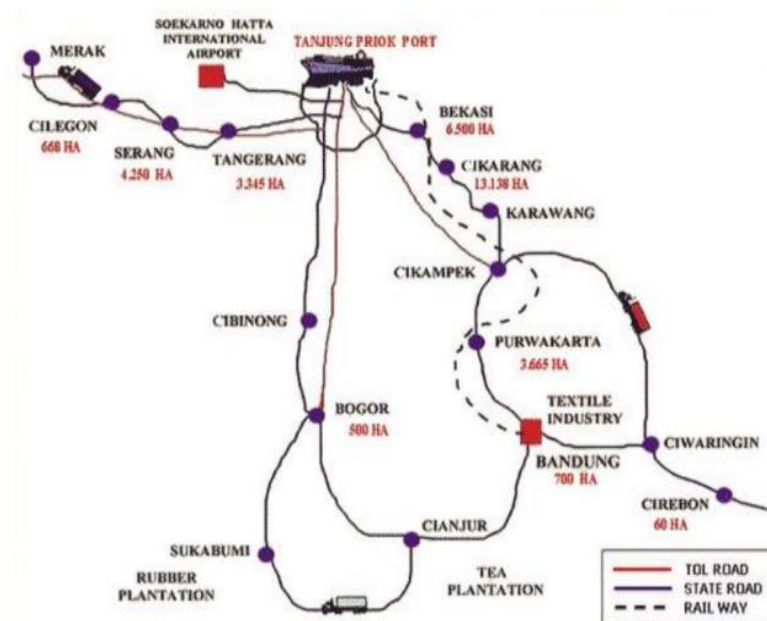 SOEKARNO HATTA
INTERNATIONAL
AIRPORT
TANJUNG PRIOK PORT
MERAK
CILEGON
668 HA
SERANG
4.250 HA
TANGERANG
3.345 HA
BEKASI
6.500 HA
CIKARANG
13.138 HA
KARAWANG
CIKAMPEK
CIBINONG
PURWAKARTA
3.665 HA
BOGOR
500 HA
TEXTILE
INDUSTRY
BANDUNG
700 HA
CIWARINGIN
CIREBON
60 HA
CIANJUR
SUKABUMI
RUBBER
PLANTATION
TEA
PLANTATION
TOL ROAD
STATE ROAD
RAIL WAY